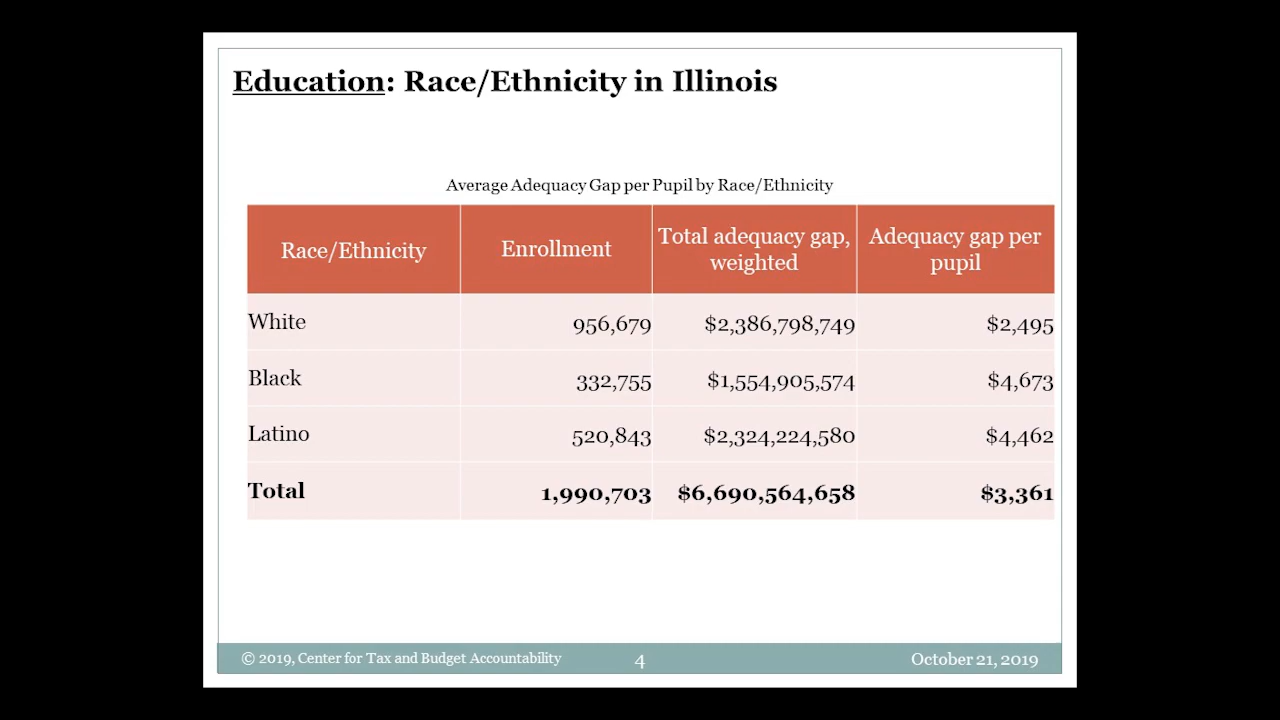 Education: Race/Ethnicity in Illinois
Average Adequacy Gap per Pupil by Race/Ethnicity
Race/Ethnicity Enrollment Total adequacy gap, weighted Adequacy gap per pupil
White 956,679 $2,386,798,749 $2,495
Black 332,755 $1,554,905,574 $4,673
Latino 520,843 $2,324,224,580 $4,462
Total 1,990,703 $6,690,564,658 $3,361
© 2019, Center for Tax and Budget Accountability 4 October 21, 2019